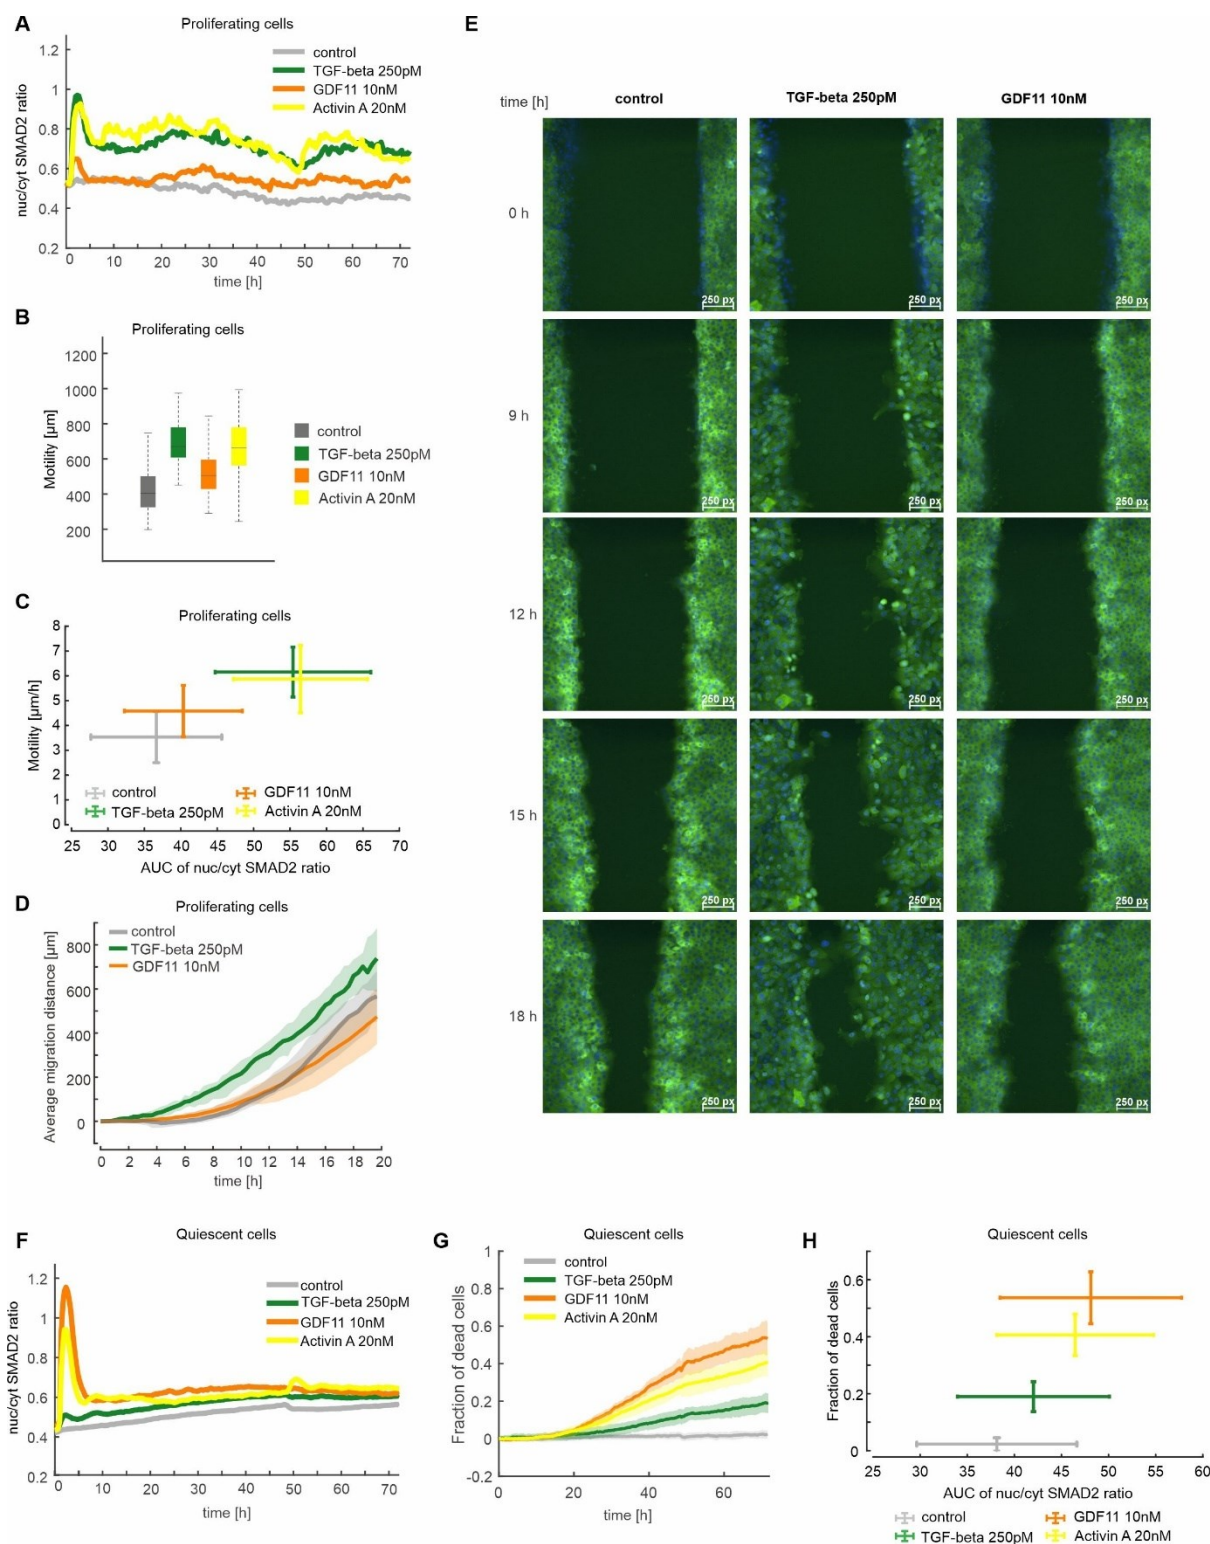 A
Proliferating cells
nuc/cyt SMAD2 ratio
1.2
1
0.8
0.6
0.4
0.2
control
TGF-beta 250pM
GDF11 10nM
Activin A 20nM
0 10 20 30 40 50 60 70
time [h]
B
Proliferating cells
Motility [µm]
1200
1000
800
600
400
200
control
TGF-beta 250pM
GDF11 10nM
Activin A 20nM
C
Proliferating cells
Motility [µm/h]
8
7
6
5
4
3
2
1
0
control
TGF-beta 250pM
GDF11 10nM
Activin A 20nM
25 30 35 40 45 50 55 60 65 70
AUC of nuc/cyt SMAD2 ratio
D
Proliferating cells
Average migration distance [µm]
800
600
400
200
0
control
TGF-beta 250pM
GDF11 10nM
0 2 4 6 8 10 12 14 16 18 20
time [h]
E
time [h] control TGF-beta 250pM GDF11 10nM
0 h
250 px 250 px 250 px
9 h
250 px 250 px 250 px
12 h
250 px 250 px 250 px
15 h
250 px 250 px 250 px
18 h
250 px 250 px 250 px
F
Quiescent cells
nuc/cyt SMAD2 ratio
1.2
1
0.8
0.6
0.4
0.2
control
TGF-beta 250pM
GDF11 10nM
Activin A 20nM
0 10 20 30 40 50 60 70
time [h]
G
Quiescent cells
Fraction of dead cells
1
0.8
0.6
0.4
0.2
0
-0.2
control
TGF-beta 250pM
GDF11 10nM
Activin A 20nM
0 20 40 60
time [h]
H
Quiescent cells
Fraction of dead cells
0.6
0.4
0.2
0
25 30 35 40 45 50 55 60
AUC of nuc/cyt SMAD2 ratio
control
TGF-beta 250pM
GDF11 10nM
Activin A 20nM